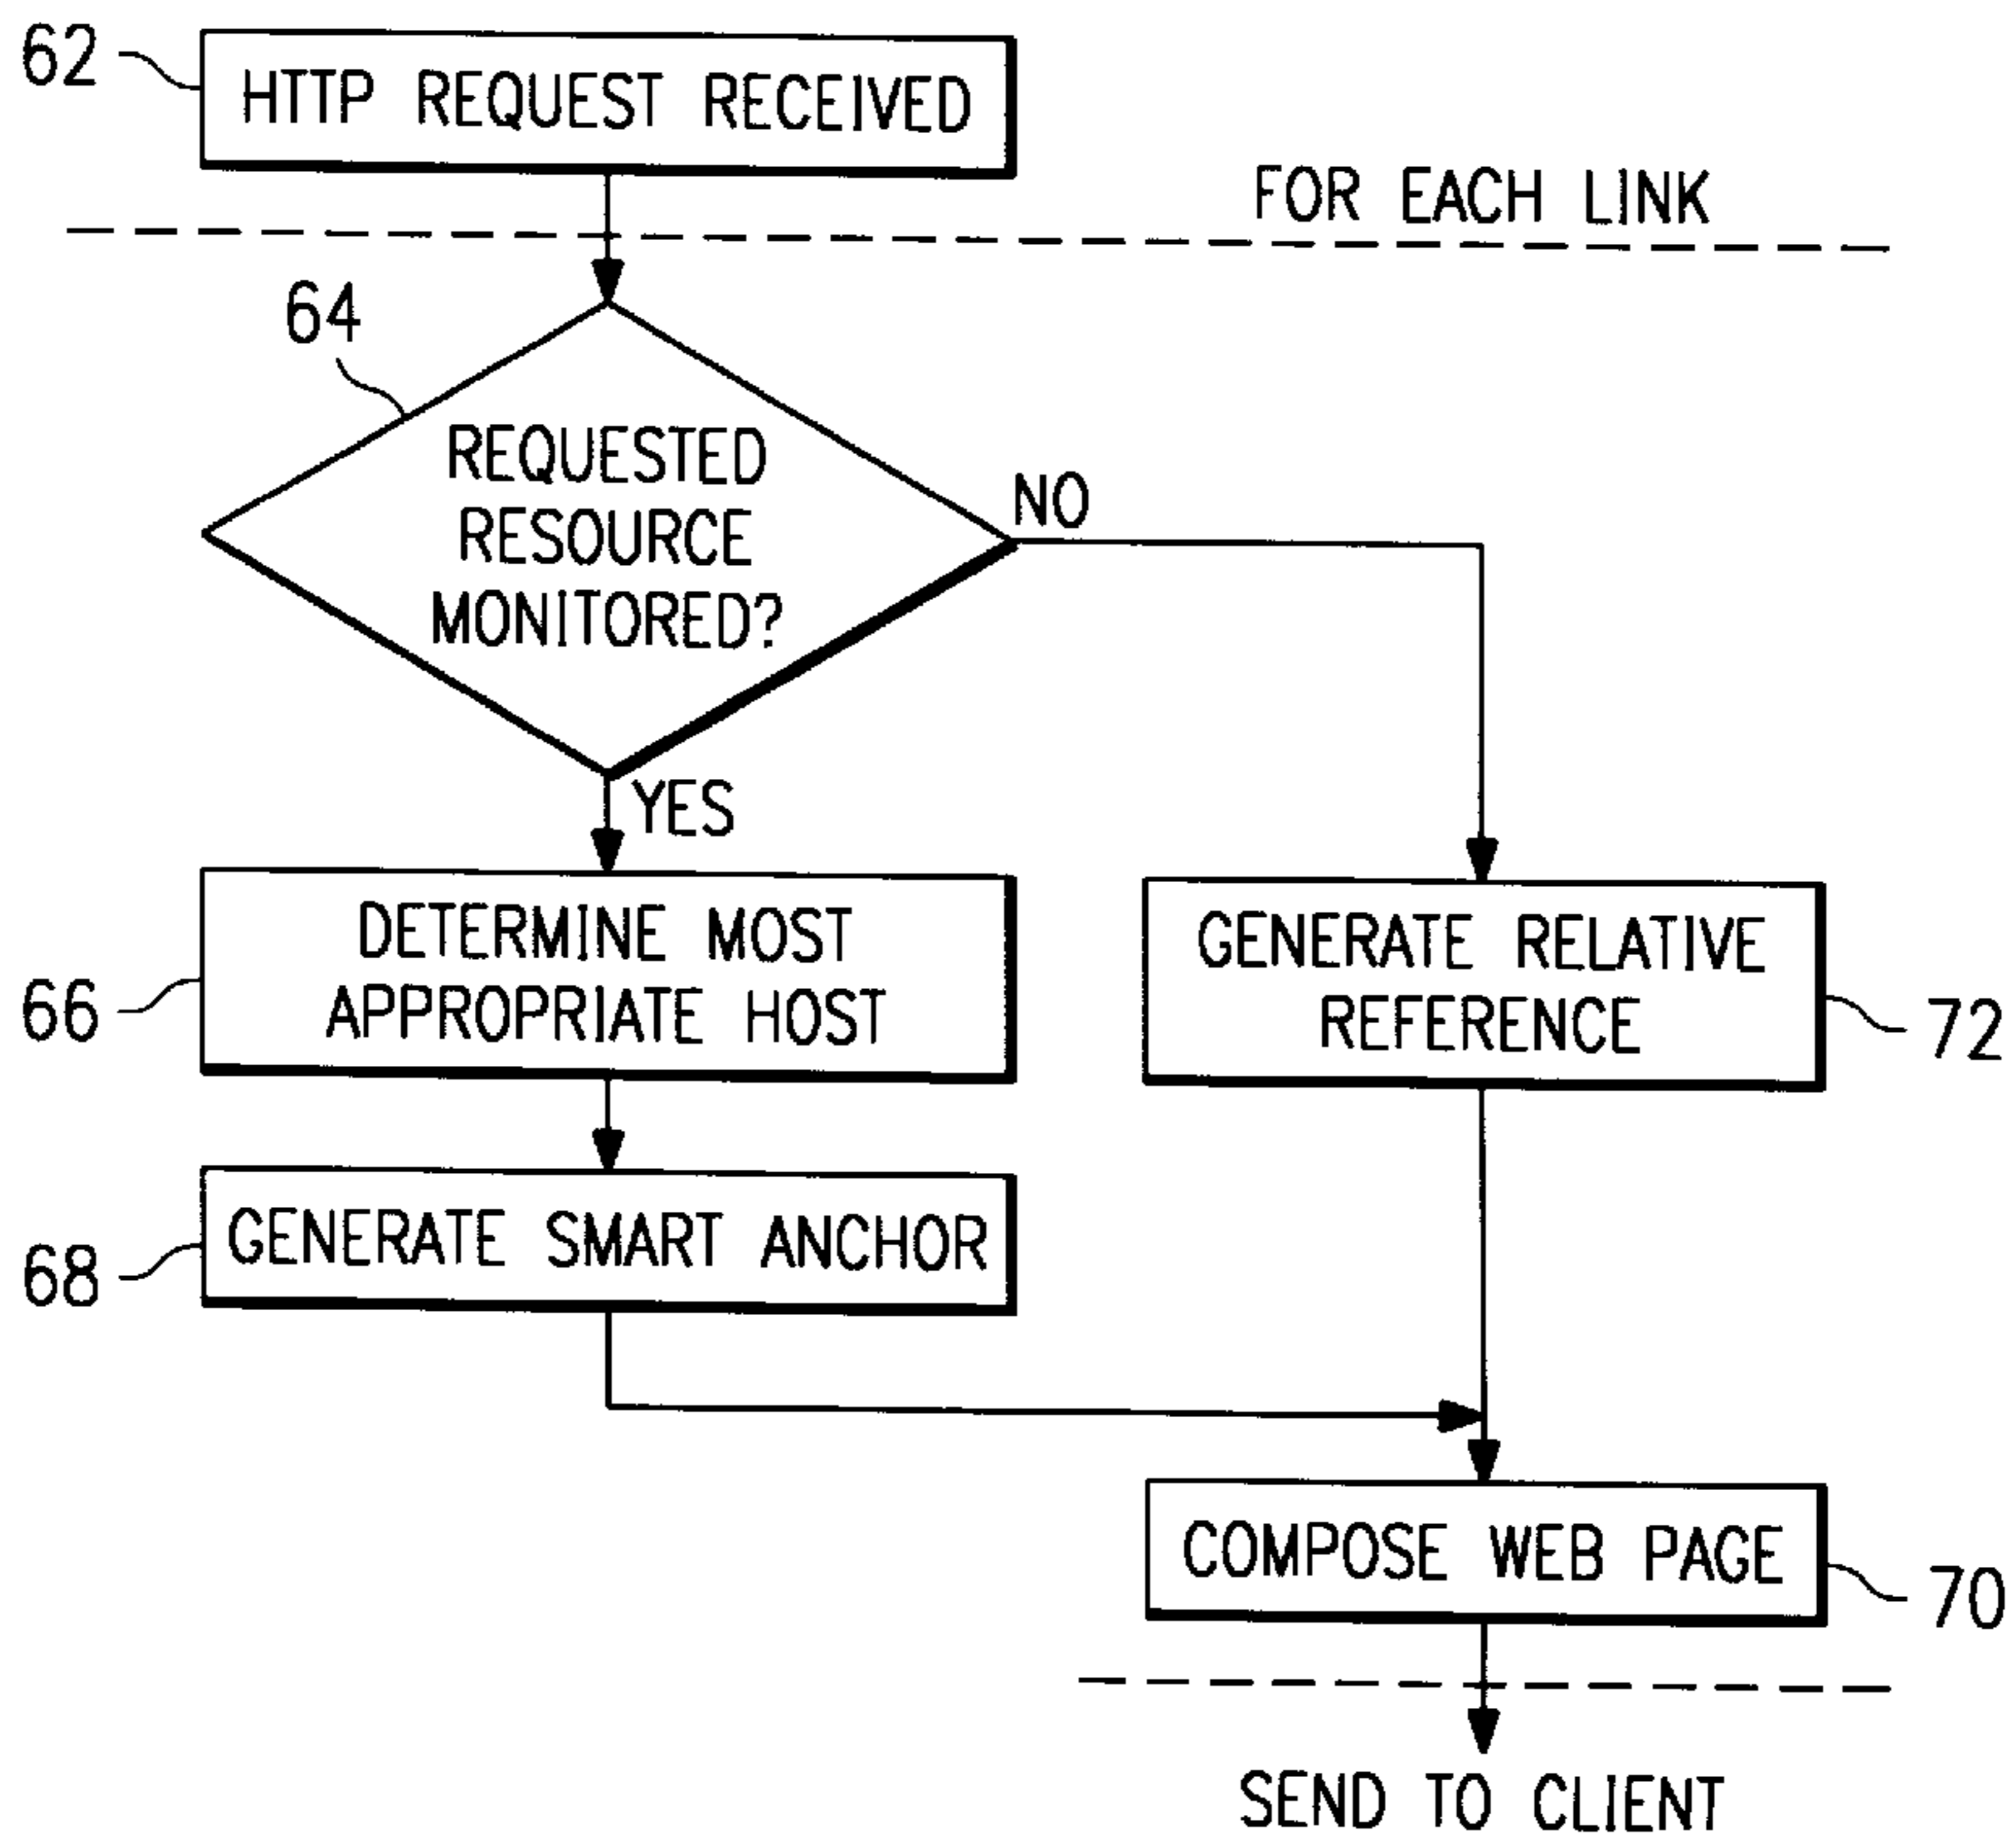 62
HTTP REQUEST RECEIVED
FOR EACH LINK
64
REQUESTED
RESOURCE
MONITORED?
NO
YES
66
DETERMINE MOST
APPROPRIATE HOST
GENERATE RELATIVE
REFERENCE
72
68
GENERATE SMART ANCHOR
COMPOSE WEB PAGE
70
SEND TO CLIENT